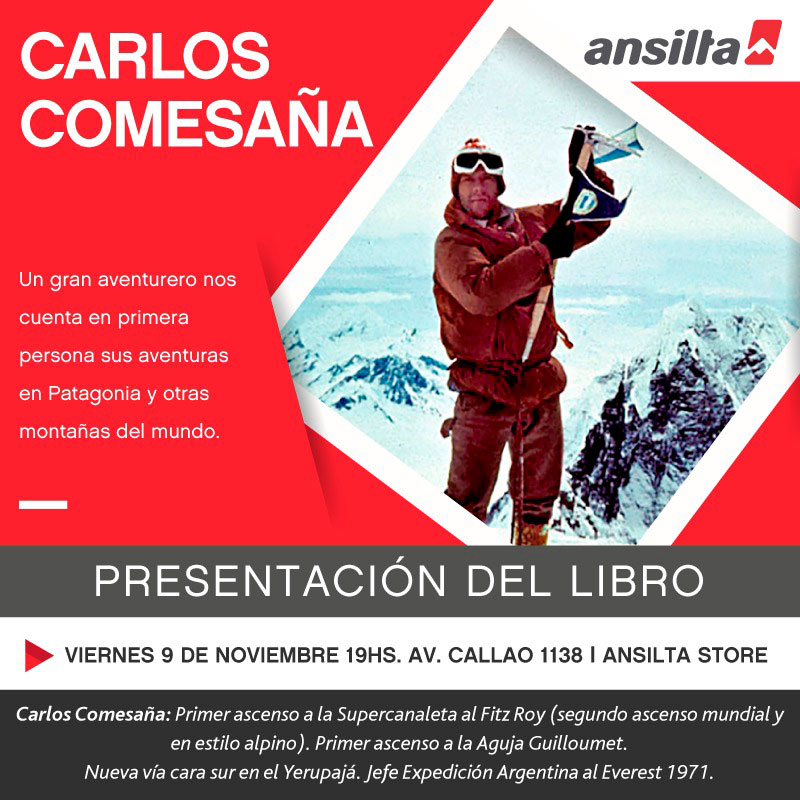 CARLOS
COMESAÑA
ansilta
Un gran aventurero nos
cuenta en primera
persona sus aventuras
en Patagonia y otras
montañas del mundo.
PRESENTACIÓN DEL LIBRO
VIERNES 9 DE NOVIEMBRE 19HS. AV. CALLAO 1138 | ANSILTA STORE
Carlos Comesaña: Primer ascenso a la Supercanaleta al Fitz Roy (segundo ascenso mundial y
en estilo alpino). Primer ascenso a la Aguja Guilloumet.
Nueva vía cara sur en el Yerupajá. Jefe Expedición Argentina al Everest 1971.